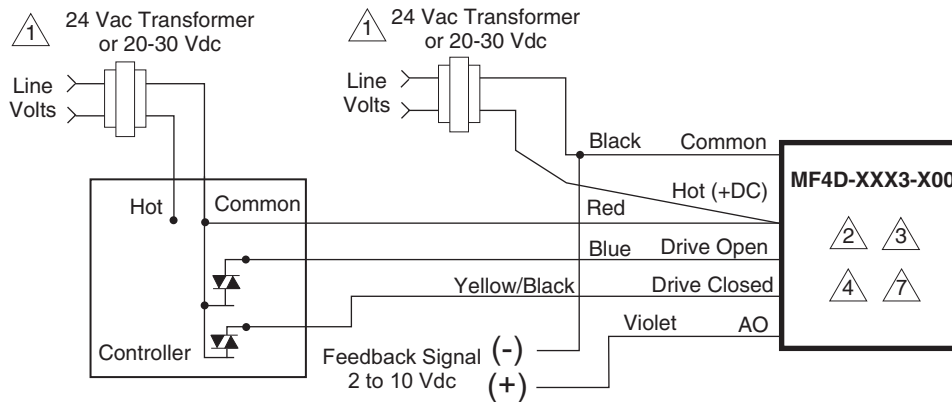 1
24 Vac Transformer
or 20-30 Vdc
Line
Volts
1
24 Vac Transformer
or 20-30 Vdc
Line
Volts
Black
Common
MF4D-XXX3-X00
Hot
Common
Hot (+DC)
Red
2
3
Blue
Drive Open
Yellow/Black
Drive Closed
4
7
Violet
AO
Controller
Feedback Signal
2 to 10 Vdc
(-)
(+)